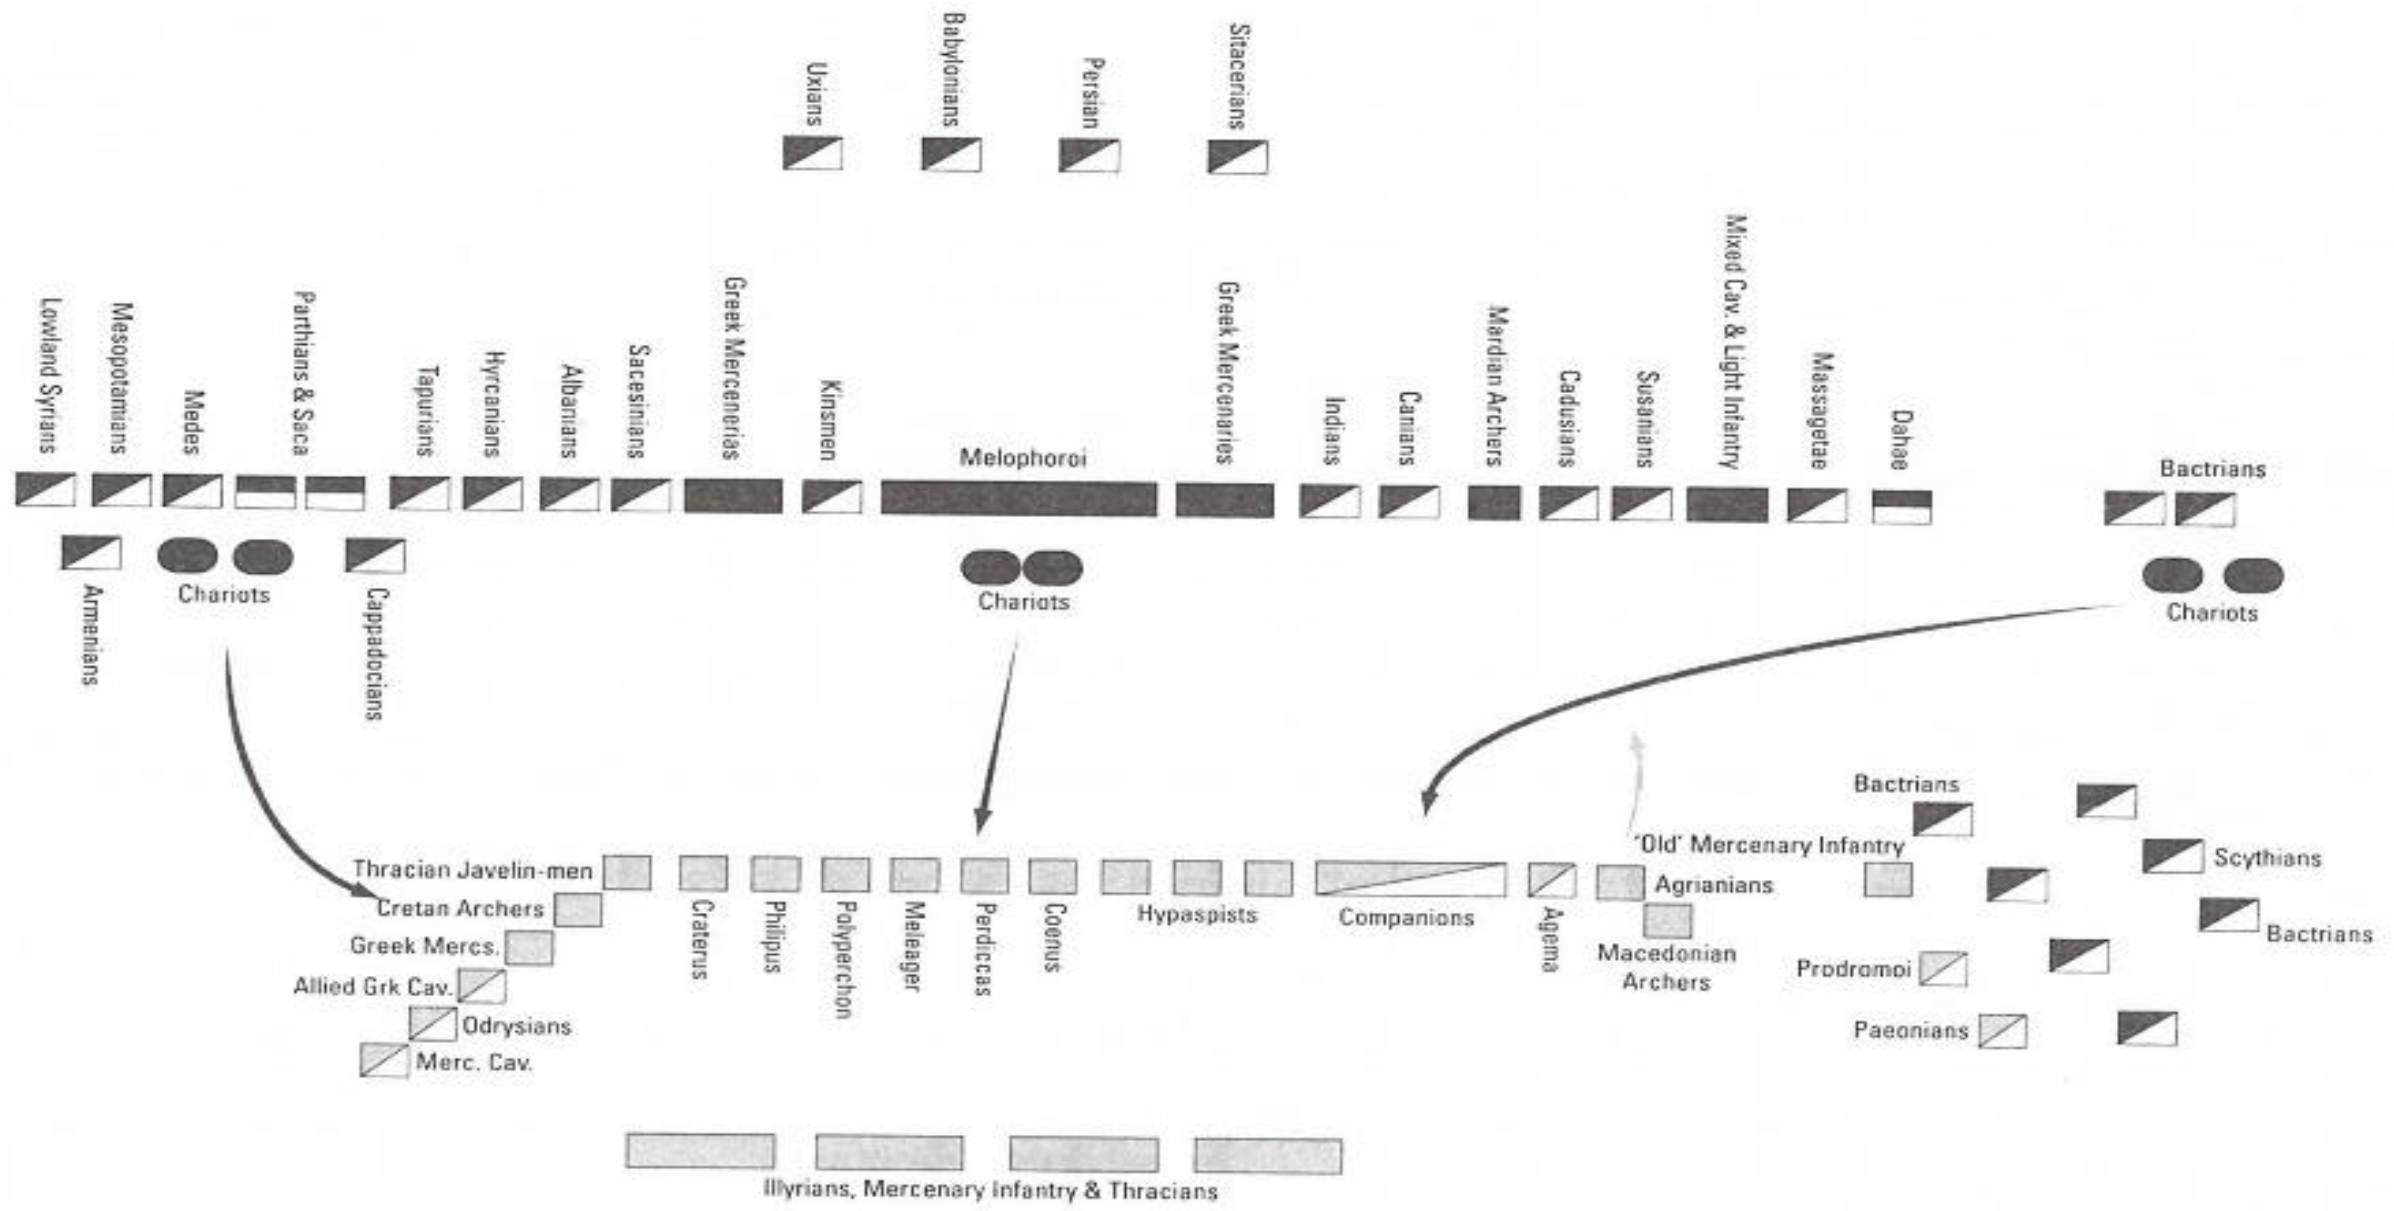 Uxians
Babylonians
Persian
Sitacerians
Lowland Syrians
Mesopotamians
Medes
Parthians & Saca
Tapurians
Hyrcanians
Albanians
Sacesinians
Greek Mercenerias
Kinsmen
Melophoroi
Greek Mercenaries
Indians
Canians
Mardian Archers
Cadusians
Susanians
Mixed Cav. & Light Infantry
Massagetae
Dahae
Bactrians
Armenians
Chariots
Cappadocians
Chariots
Chariots
Bactrians
'Old' Mercenary Infantry
Scythians
Thracian Javelin-men
Agrianians
Cretan Archers
Craterus
Philipus
Polyperchon
Meleager
Perdiccas
Coenus
Hypaspists
Companions
Agema
Bactrians
Greek Mercs.
Macedonian
Archers
Prodromoi
Allied Grk Cav.
Odrysians
Paeonians
Merc. Cav.
Illyrians, Mercenary Infantry & Thracians